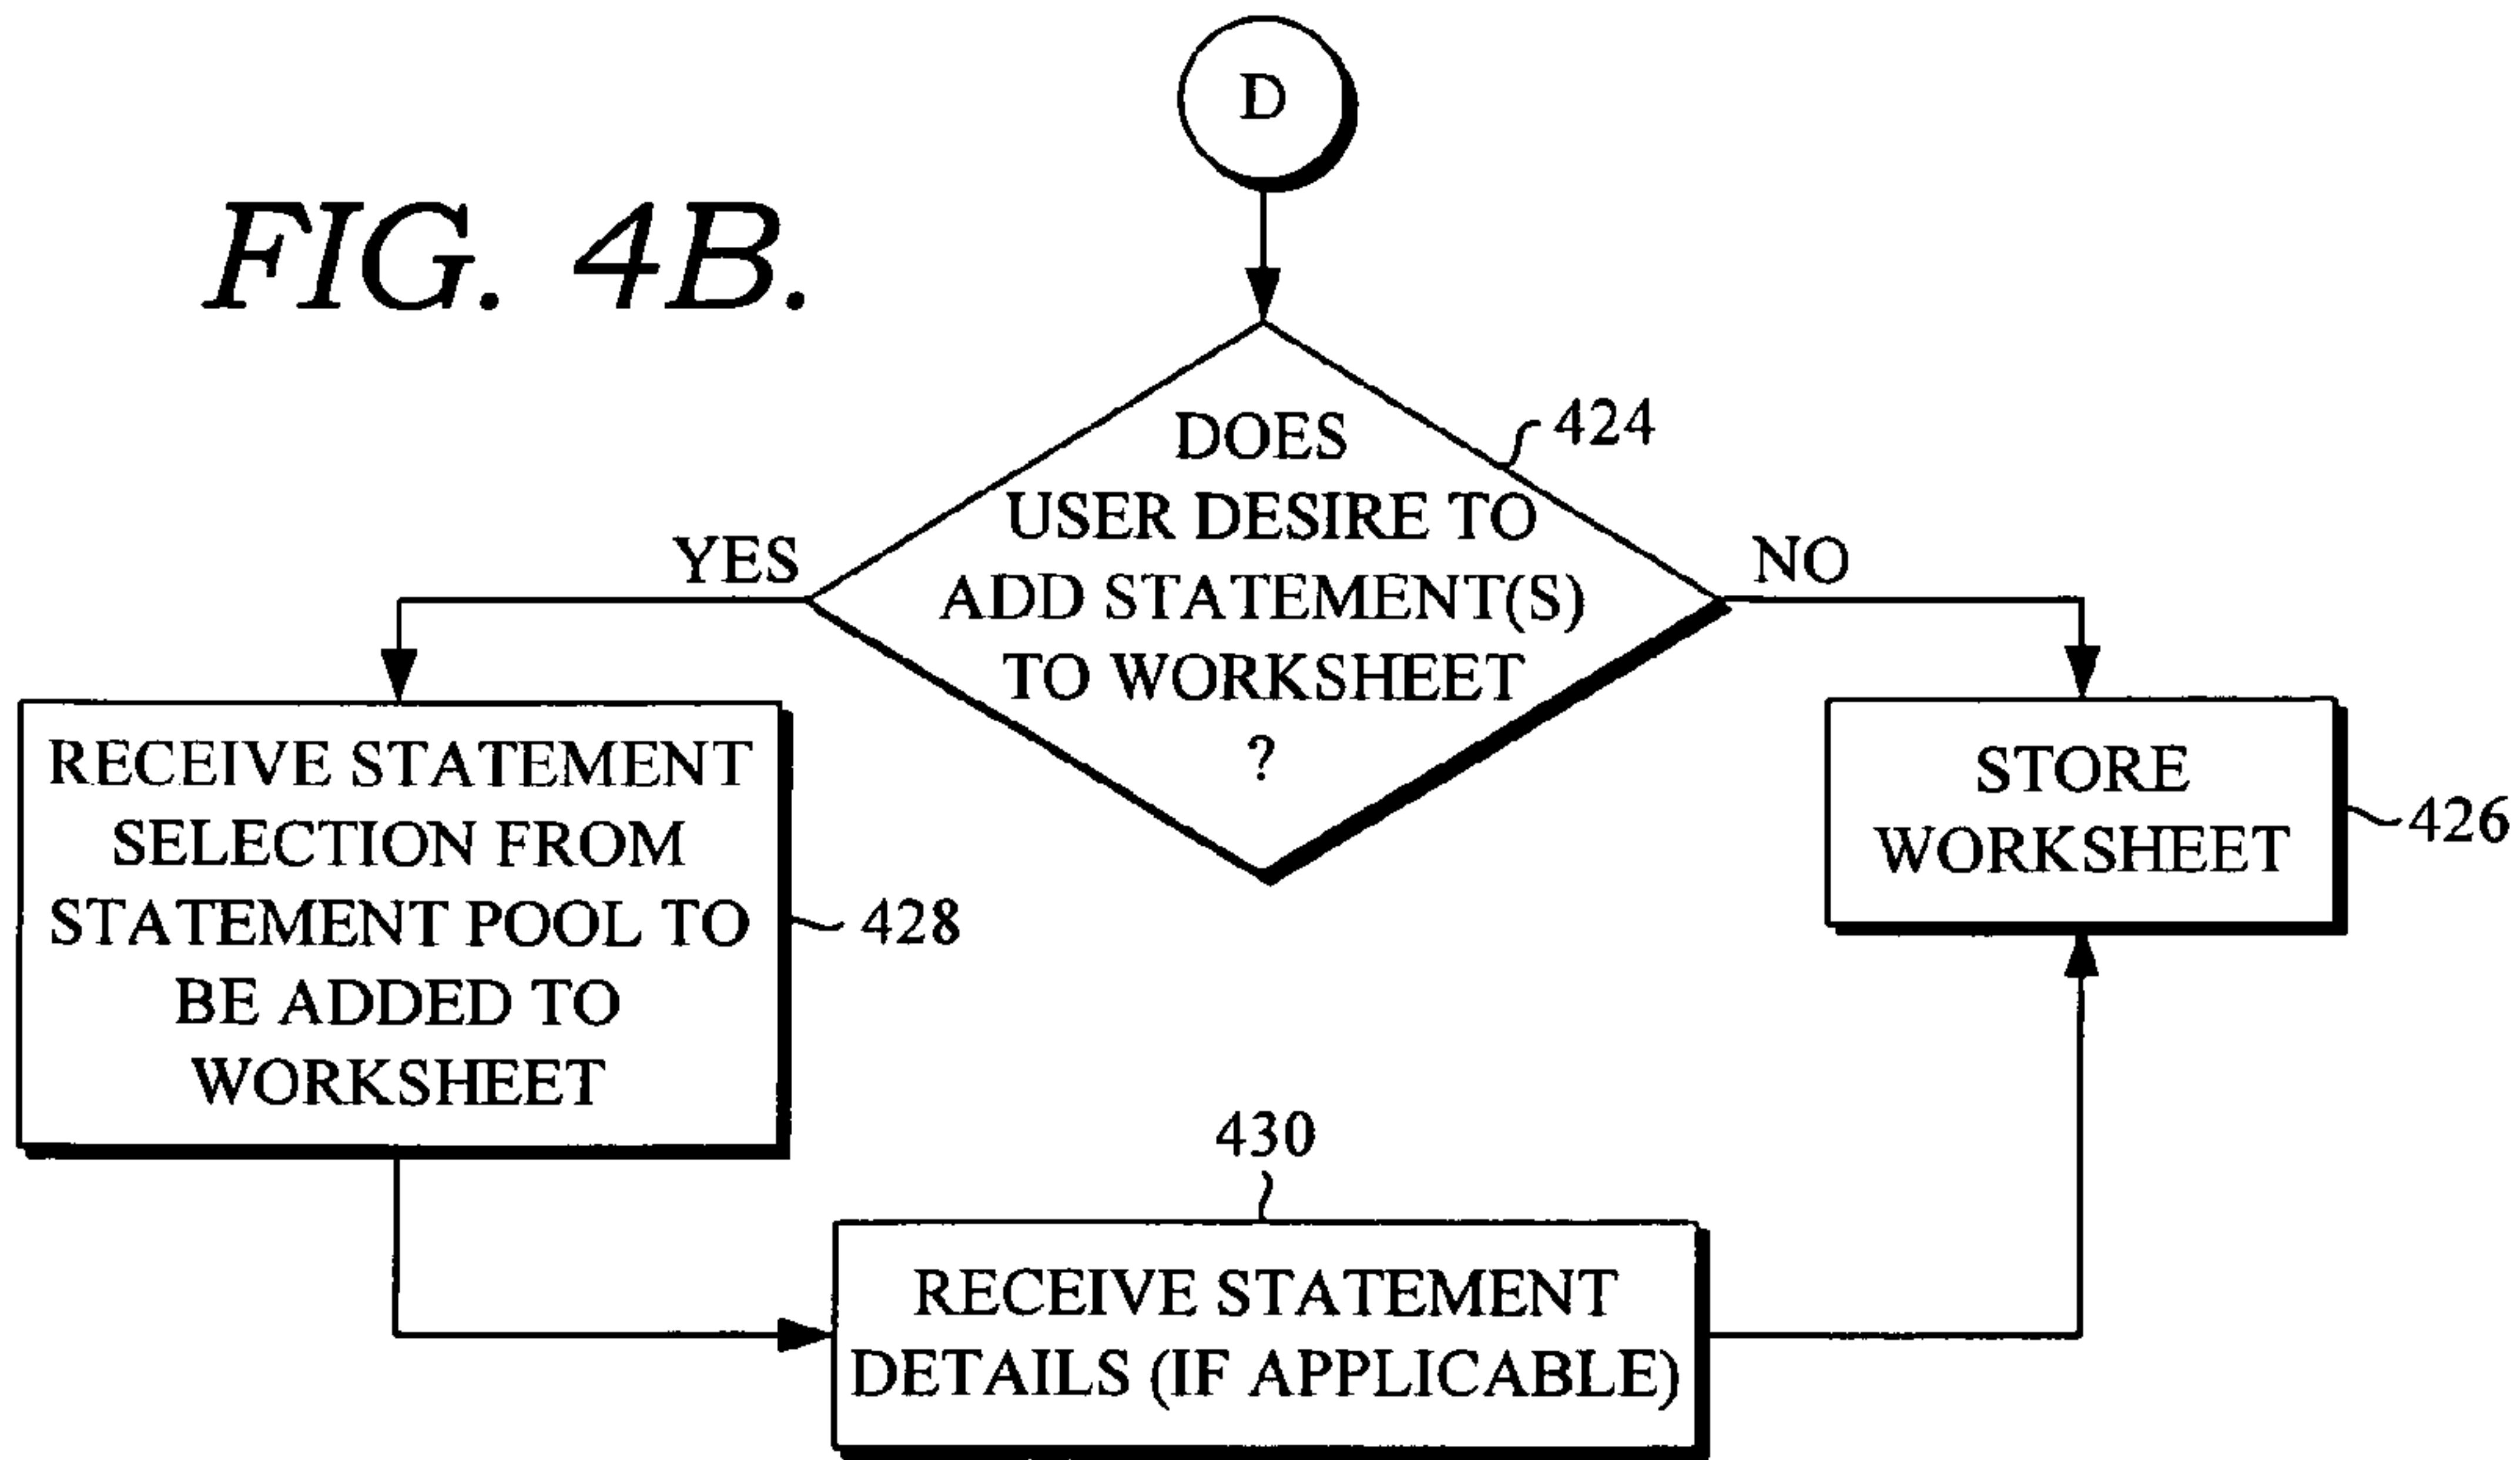 D
FIG. 4B.
424
DOES
USER DESIRE TO
ADD STATEMENT(S)
TO WORKSHEET
?
YES
NO
RECEIVE STATEMENT
SELECTION FROM
STATEMENT POOL TO
BE ADDED TO
WORKSHEET
428
STORE
WORKSHEET
426
430
RECEIVE STATEMENT
DETAILS (IF APPLICABLE)